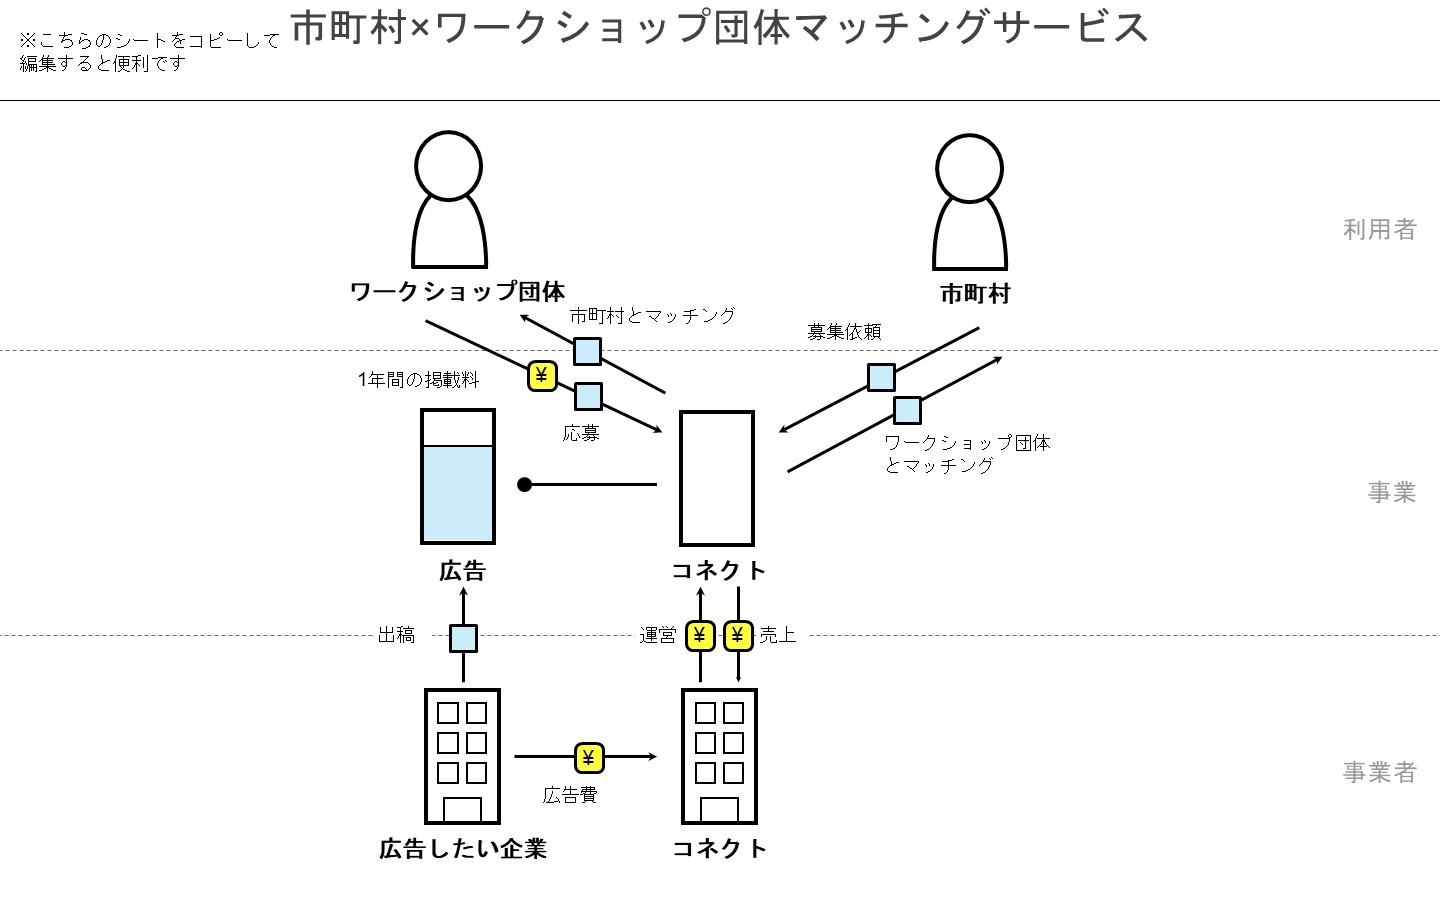 市町村×ワークショップ団体マッチングサービス
※こちらのシートをコピーして
編集すると便利です
利用者
ワークショップ団体
市町村
市町村とマッチング
募集依頼
1年間の掲載料
¥
応募
ワークショップ団体
とマッチング
事業
広告
コネクト
出稿
運営
¥
¥
売上
¥
広告費
事業者
広告したい企業
コネクト